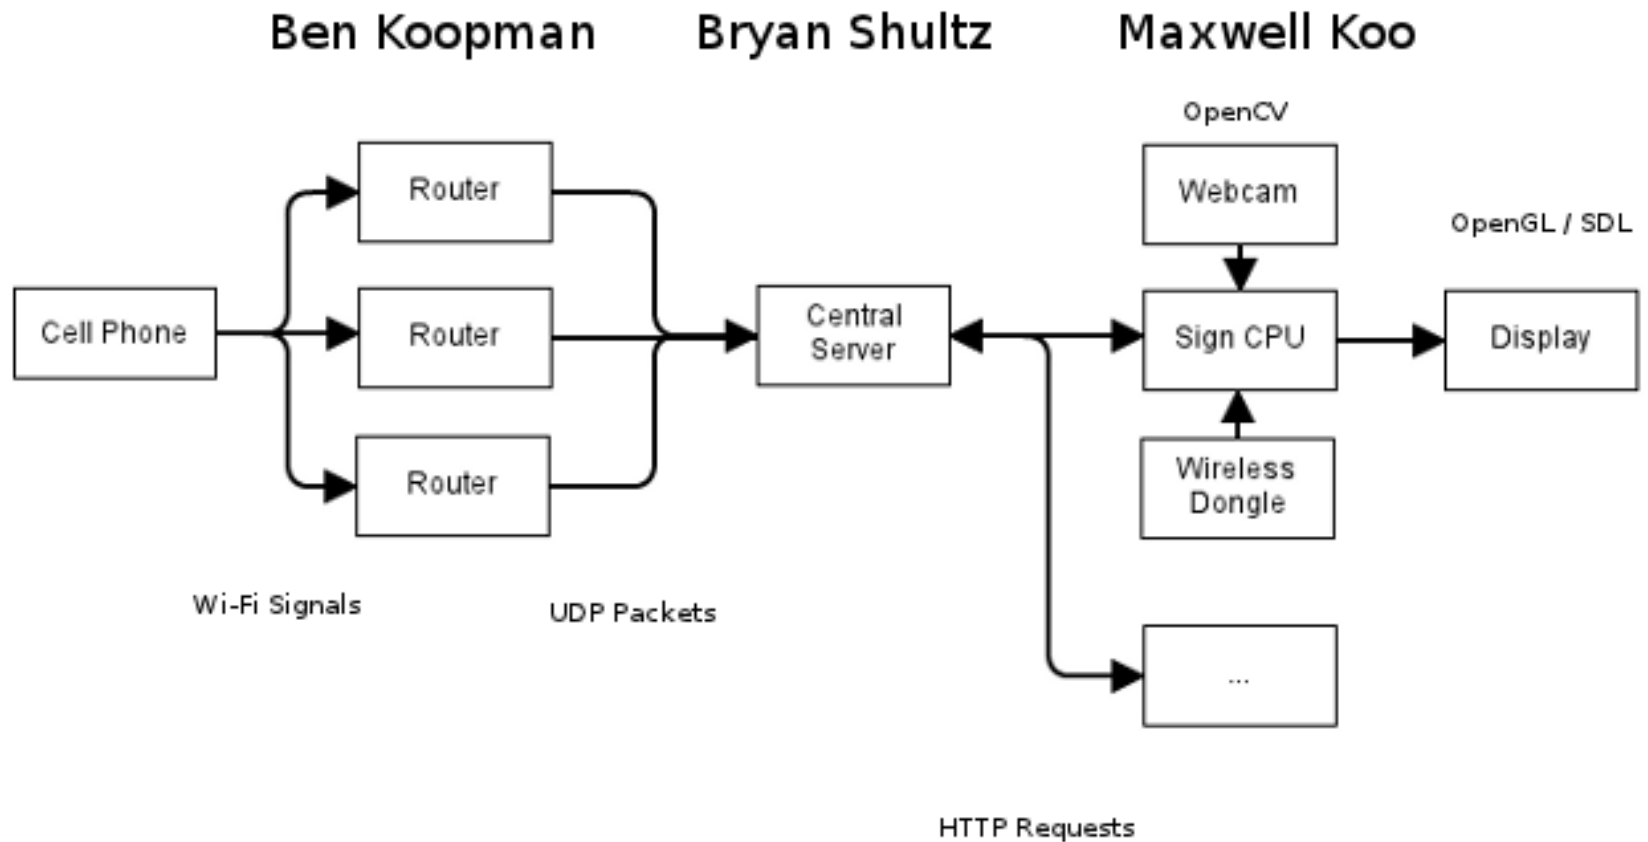 Ben Koopman
Bryan Shultz
Maxwell Koo
OpenCV
Webcam
OpenGL / SDL
Router
Cell Phone
Router
Central
Server
Sign CPU
Display
Router
Wireless
Dongle
Wi-Fi Signals
UDP Packets
...
HTTP Requests